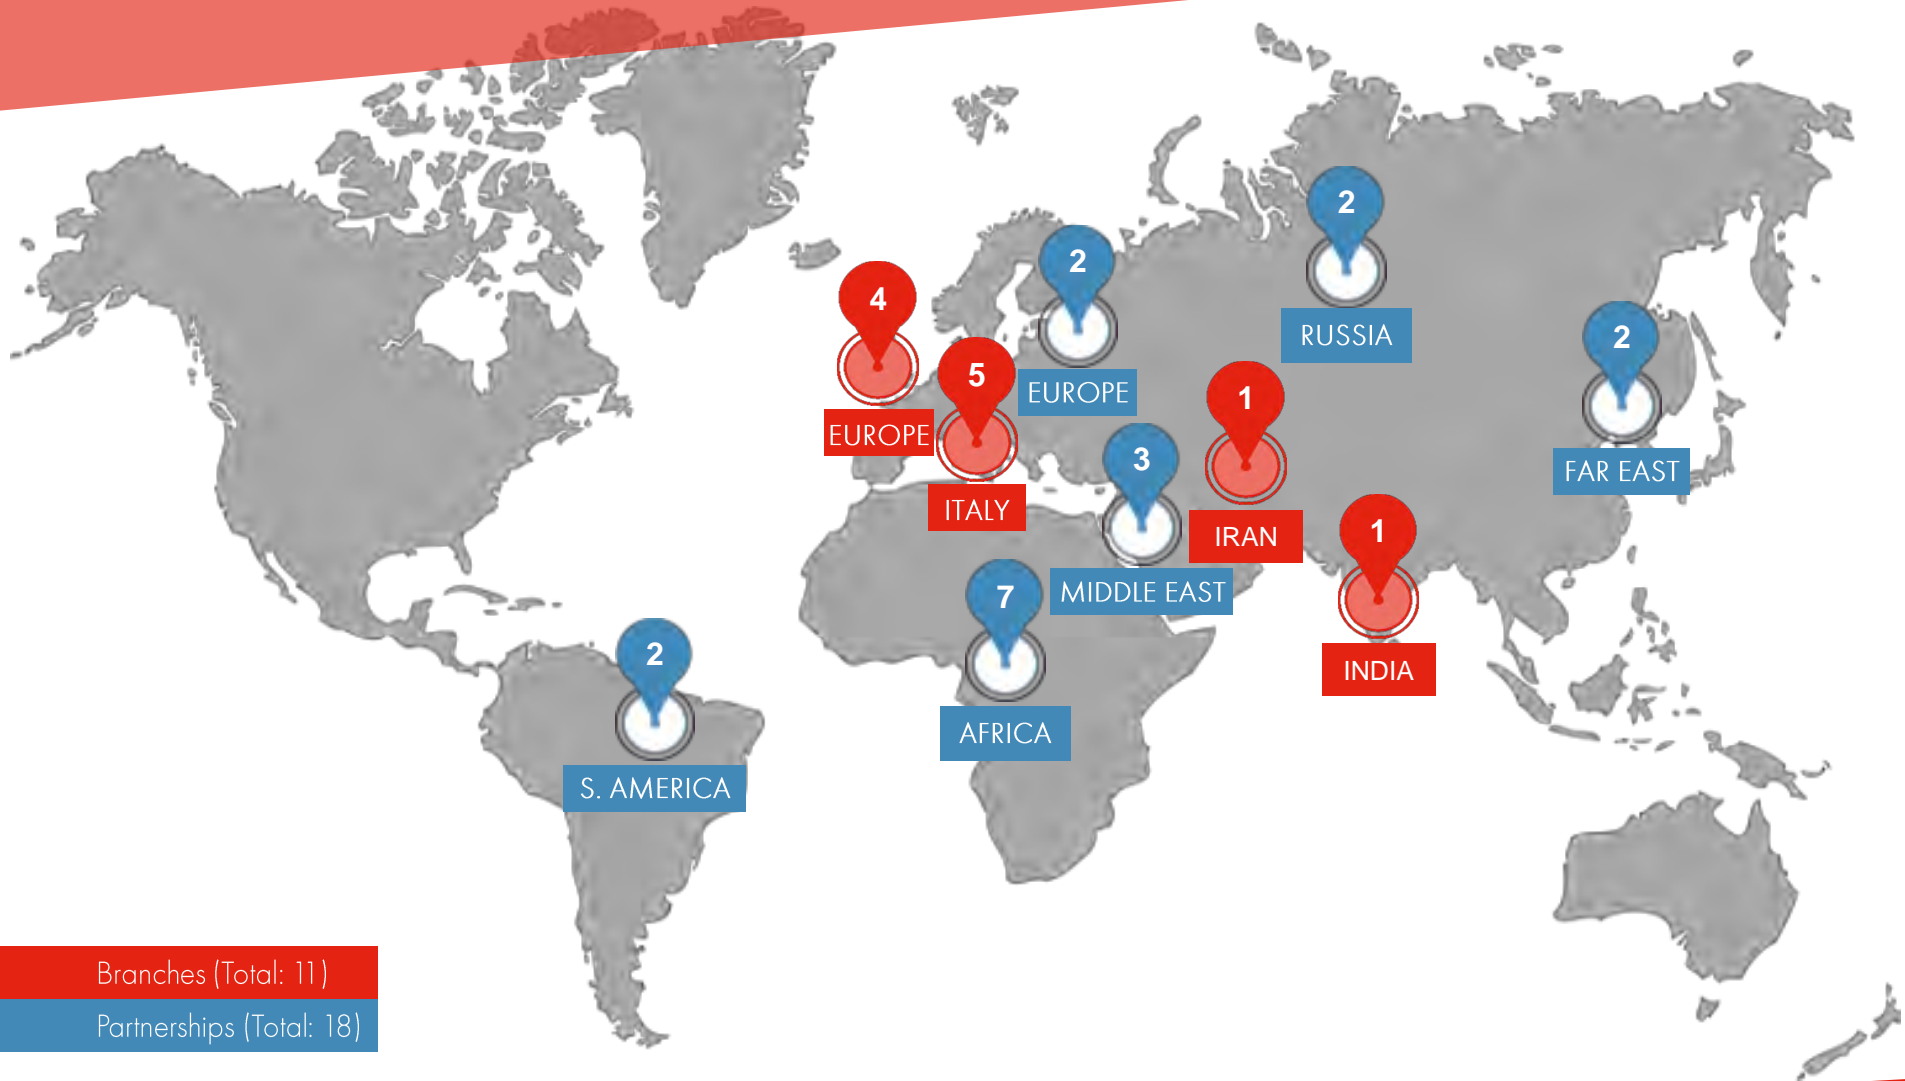 2
RUSSIA
2
EUROPE
4
EUROPE
5
ITALY
1
IRAN
2
FAR EAST
3
MIDDLE EAST
1
INDIA
7
AFRICA
2
S. AMERICA
Branches (Total: 11)
Partnerships (Total: 18)